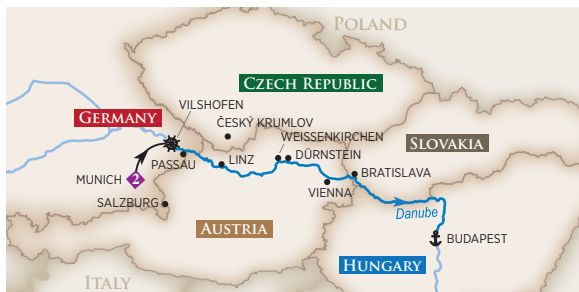 POLAND
CZECH REPUBLIC
VILSHOFEN
GERMANY
ČESKÝ KRUMLOV
WEISSENKIRCHEN
SLOVAKIA
PASSAU
LINZ
DÜRNSTEIN
MUNICH 2
BRATISLAVA
VIENNA
SALZBURG
Danube
AUSTRIA
BUDAPEST
HUNGARY
ITALY